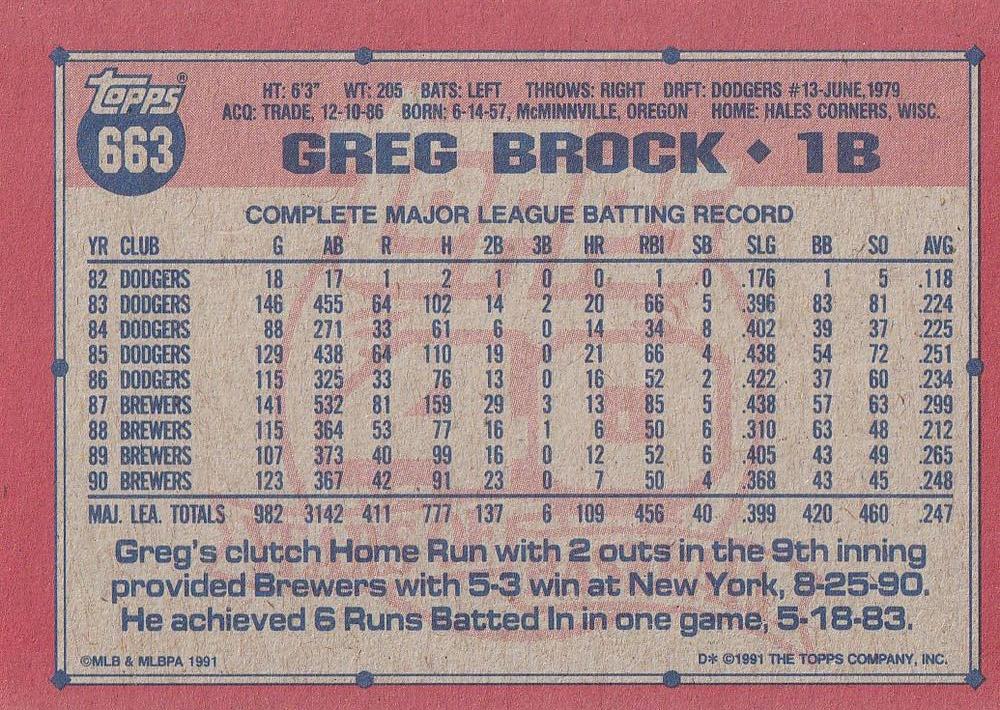 topps®
663
HT: 6'3" WT: 205 BATS: LEFT THROWS: RIGHT DRFT: DODGERS #13-JUNE,1979
ACQ: TRADE, 12-10-86 BORN: 6-14-57, McMINNVILLE, OREGON HOME: HALES CORNERS, WISC.
GREG BROCK ◆ 1B
COMPLETE MAJOR LEAGUE BATTING RECORD
YR CLUB G AB R H 2B 3B HR RBI SB SLG BB SO AVG
82 DODGERS 18 17 1 2 1 0 0 1 0 .176 1 5 .118
83 DODGERS 146 455 64 102 14 2 20 66 5 .396 83 81 .224
84 DODGERS 88 271 33 61 6 0 14 34 8 .402 39 37 .225
85 DODGERS 129 438 64 110 19 0 21 66 4 .438 54 72 .251
86 DODGERS 115 325 33 76 13 0 16 52 2 .422 37 60 .234
87 BREWERS 141 532 81 159 29 3 13 85 5 .438 57 63 .299
88 BREWERS 115 364 53 77 16 1 6 50 6 .310 63 48 .212
89 BREWERS 107 373 40 99 16 0 12 52 6 .405 43 49 .265
90 BREWERS 123 367 42 91 23 0 7 50 4 .368 43 45 .248
MAJ. LEA. TOTALS 982 3142 411 777 137 6 109 456 40 .399 420 460 .247
Greg's clutch Home Run with 2 outs in the 9th inning
provided Brewers with 5-3 win at New York, 8-25-90.
He achieved 6 Runs Batted In in one game, 5-18-83.
©MLB & MLBPA 1991 D* ©1991 THE TOPPS COMPANY, INC.